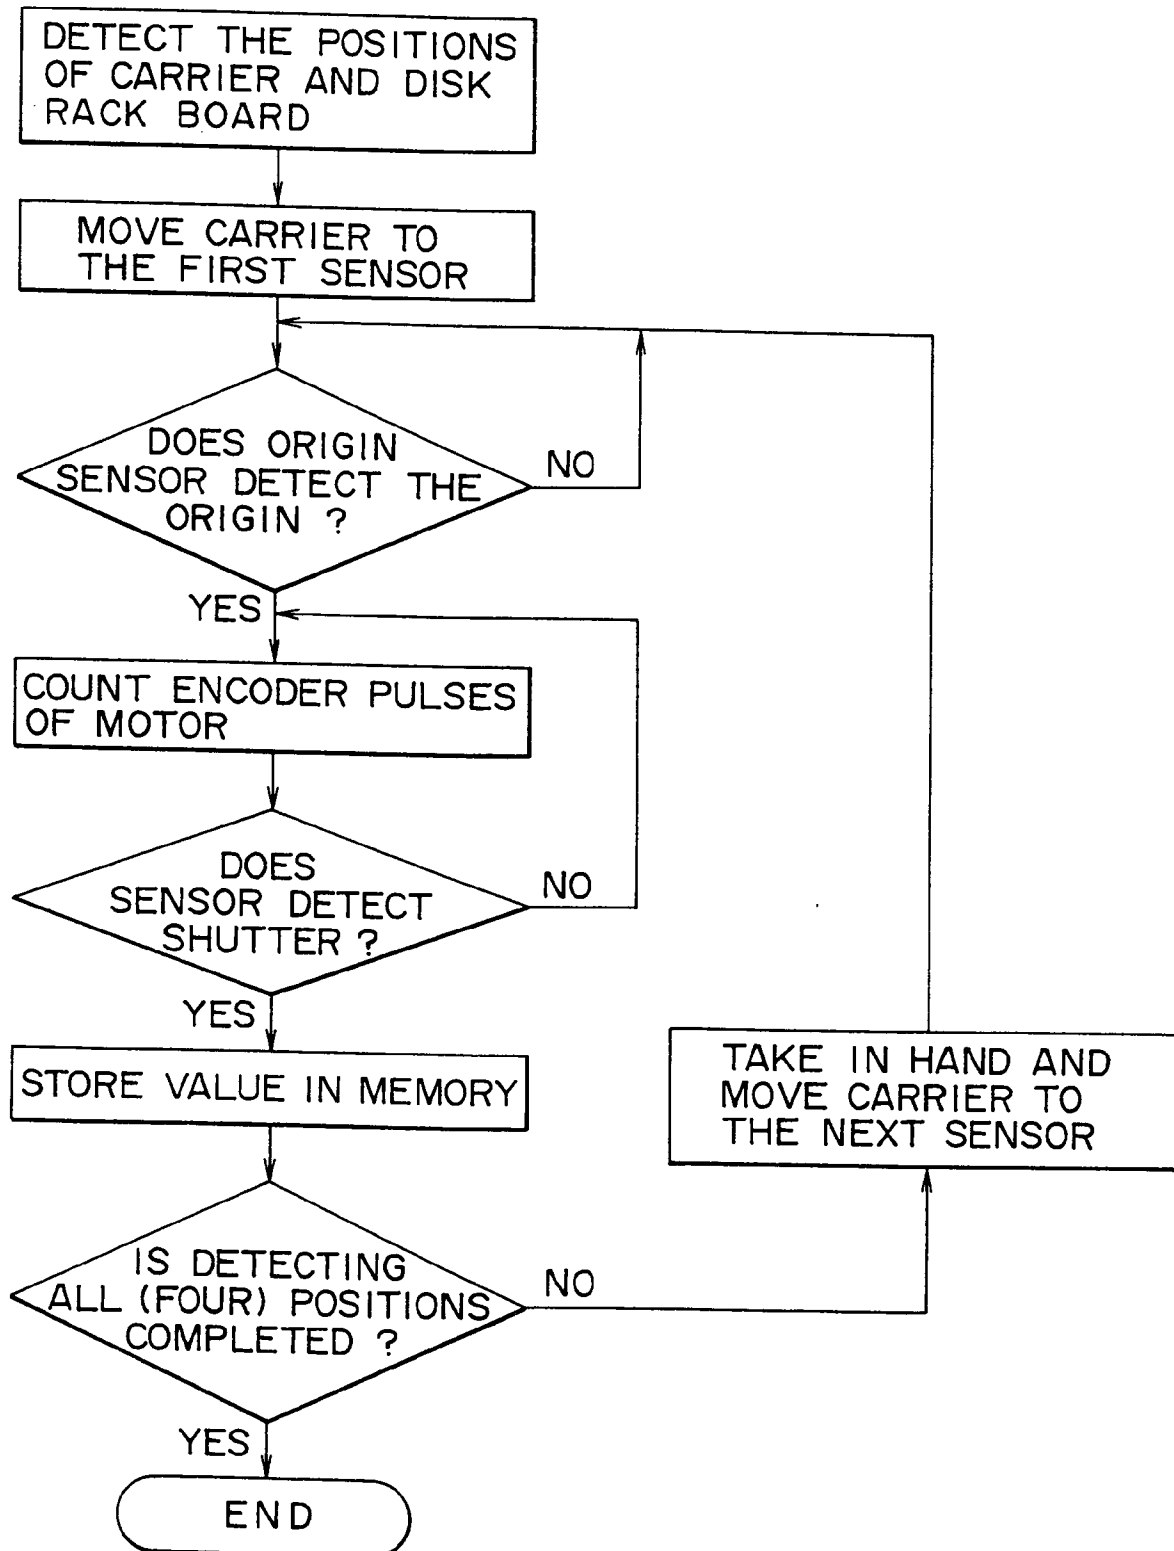 DETECT THE POSITIONS
OF CARRIER AND DISK
RACK BOARD
MOVE CARRIER TO
THE FIRST SENSOR
DOES ORIGIN
SENSOR DETECT THE
ORIGIN ?
NO
YES
COUNT ENCODER PULSES
OF MOTOR
DOES
SENSOR DETECT
SHUTTER ?
NO
YES
STORE VALUE IN MEMORY
TAKE IN HAND AND
MOVE CARRIER TO
THE NEXT SENSOR
IS DETECTING
ALL (FOUR) POSITIONS
COMPLETED ?
NO
YES
END